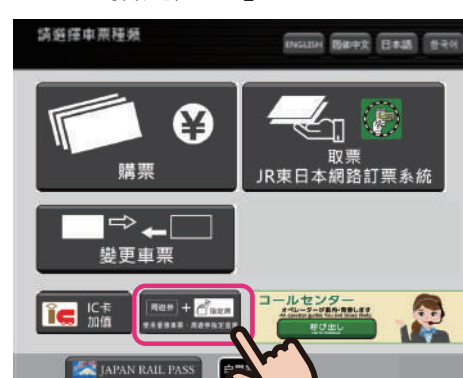 請選擇車票種類
ENGLISH
简体中文
日本語
한국어
購票
取票
JR東日本網路訂票系統
變更車票
IC卡
加值
周遊券 + 指定席
コールセンター
オペレーターが案内・発券します
呼び出し
JAPAN RAIL PASS